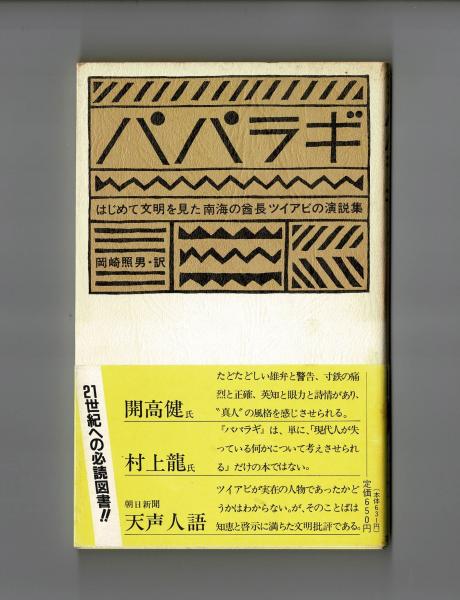 パパラギ
はじめて文明を見た南海の酋長ツイアビの演説集
岡崎照男・訳
21世紀への必読図書!!
開高健氏
たどたどしい雄弁と警告、寸鉄の痛
烈と正確、英知と眼力と詩情があり、
“真人”の風格を感じさせられる。
村上龍氏
『パパラギ』は、単に、「現代人が失
っている何かについて考えさせられ
る」だけの本ではない。
朝日新聞
天声人語
ツイアビが実在の人物であったかど
うかはわからない。が、そのことばは
知恵と啓示に満ちた文明批評である。
定価650円
(本体631円)